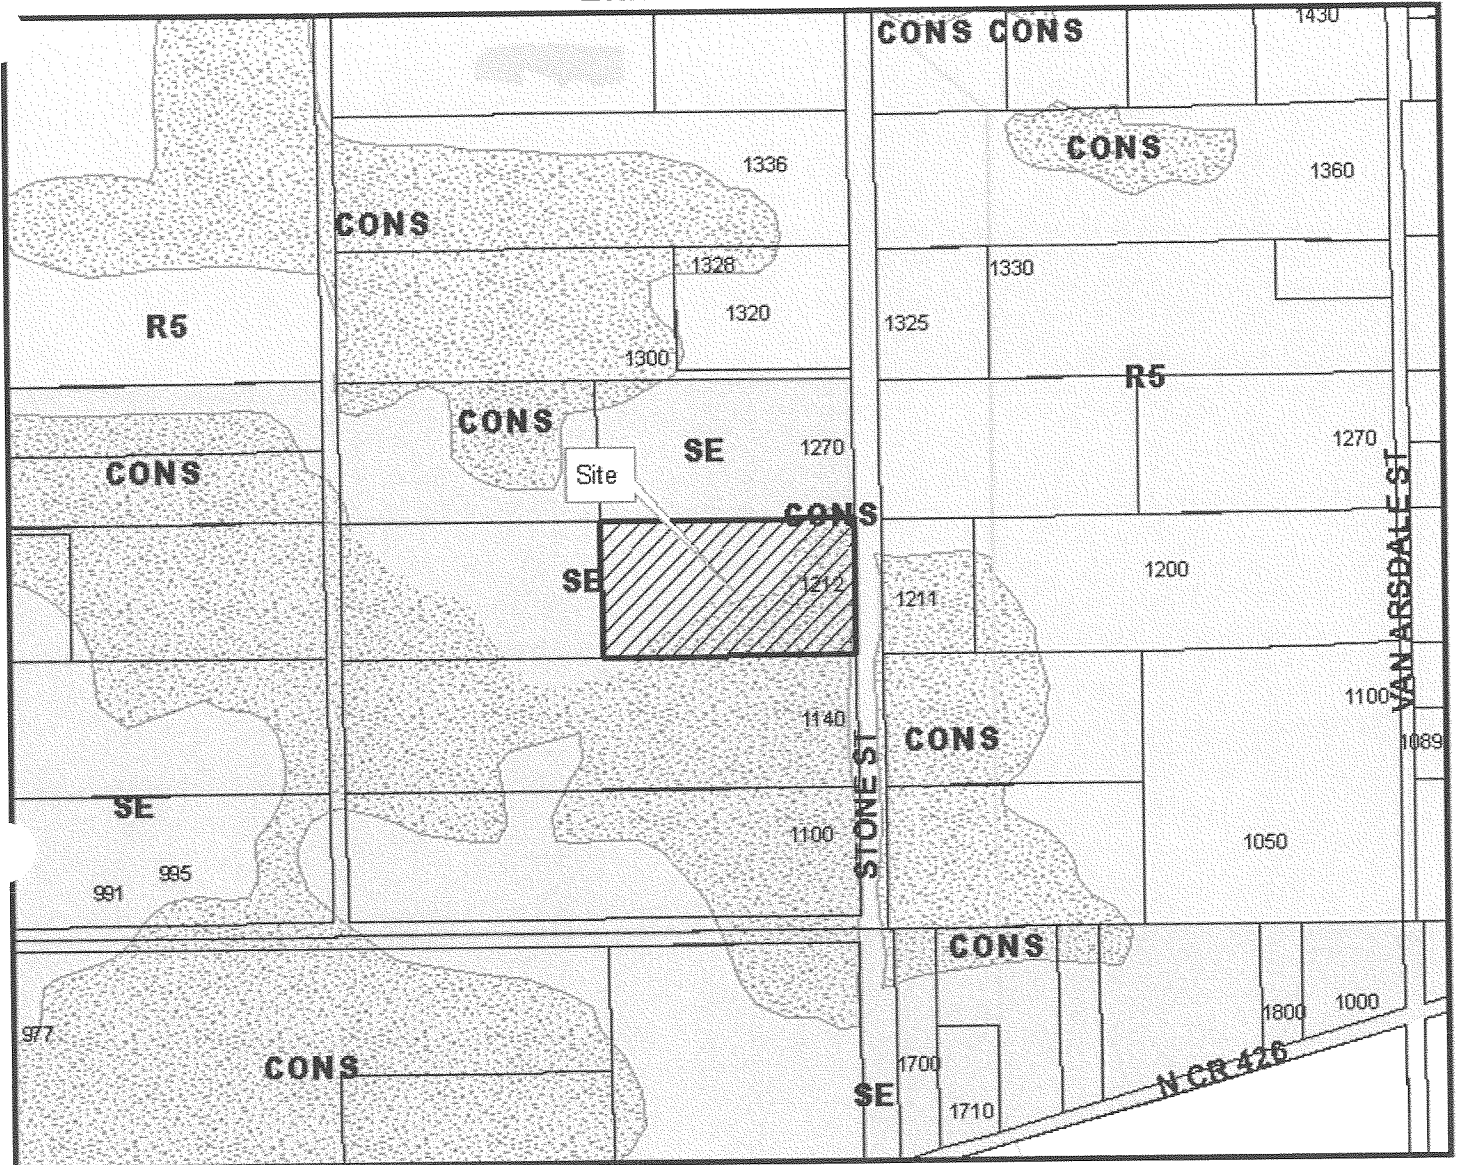 1430
CONS CONS
CONS
1336
1360
CONS
1328
1330
1320
1325
R5
1300
R5
CONS
1270
SE
1270
CONS
Site
CONS
SE
1212
1200
1211
VAN ARSDALE ST
1100
1140
CONS
1089
STONE ST
SE
1100
1050
995
991
CONS
1000
1800
977
CONS
1700
N CR 426
SE
1710